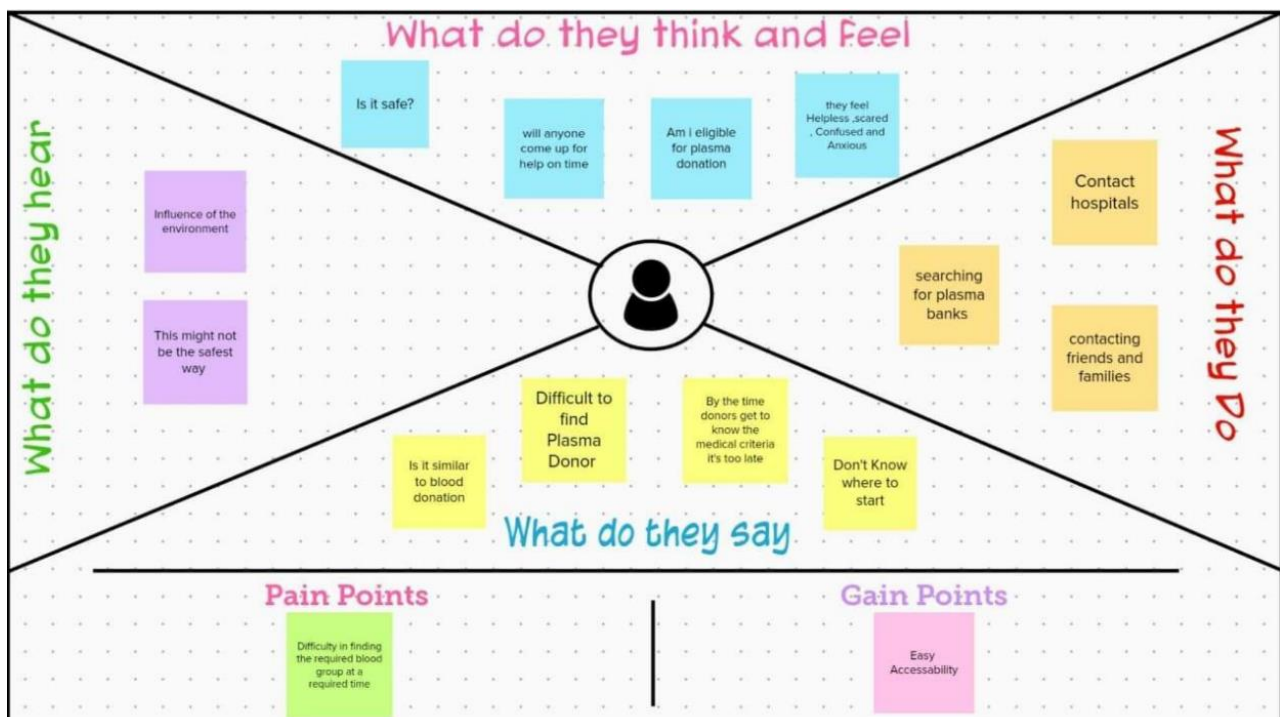 What do they think and Feel
Is it safe?
will anyone
come up for
help on time
Am i eligible
for plasma
donation
they feel
Helpless ,scared
, Confused and
Anxious
What do they hear
Influence of the
environment
This might not
be the safest
way
What do they Do
Contact
hospitals
searching
for plasma
banks
contacting
friends and
families
Is it similar
to blood
donation
Difficult to
find
Plasma
Donor
By the time
donors get to
know the
medical criteria
it's too late
Don't Know
where to
start
What do they say
Pain Points
Difficulty in finding
the required blood
group at a
required time
Gain Points
Easy
Accessability